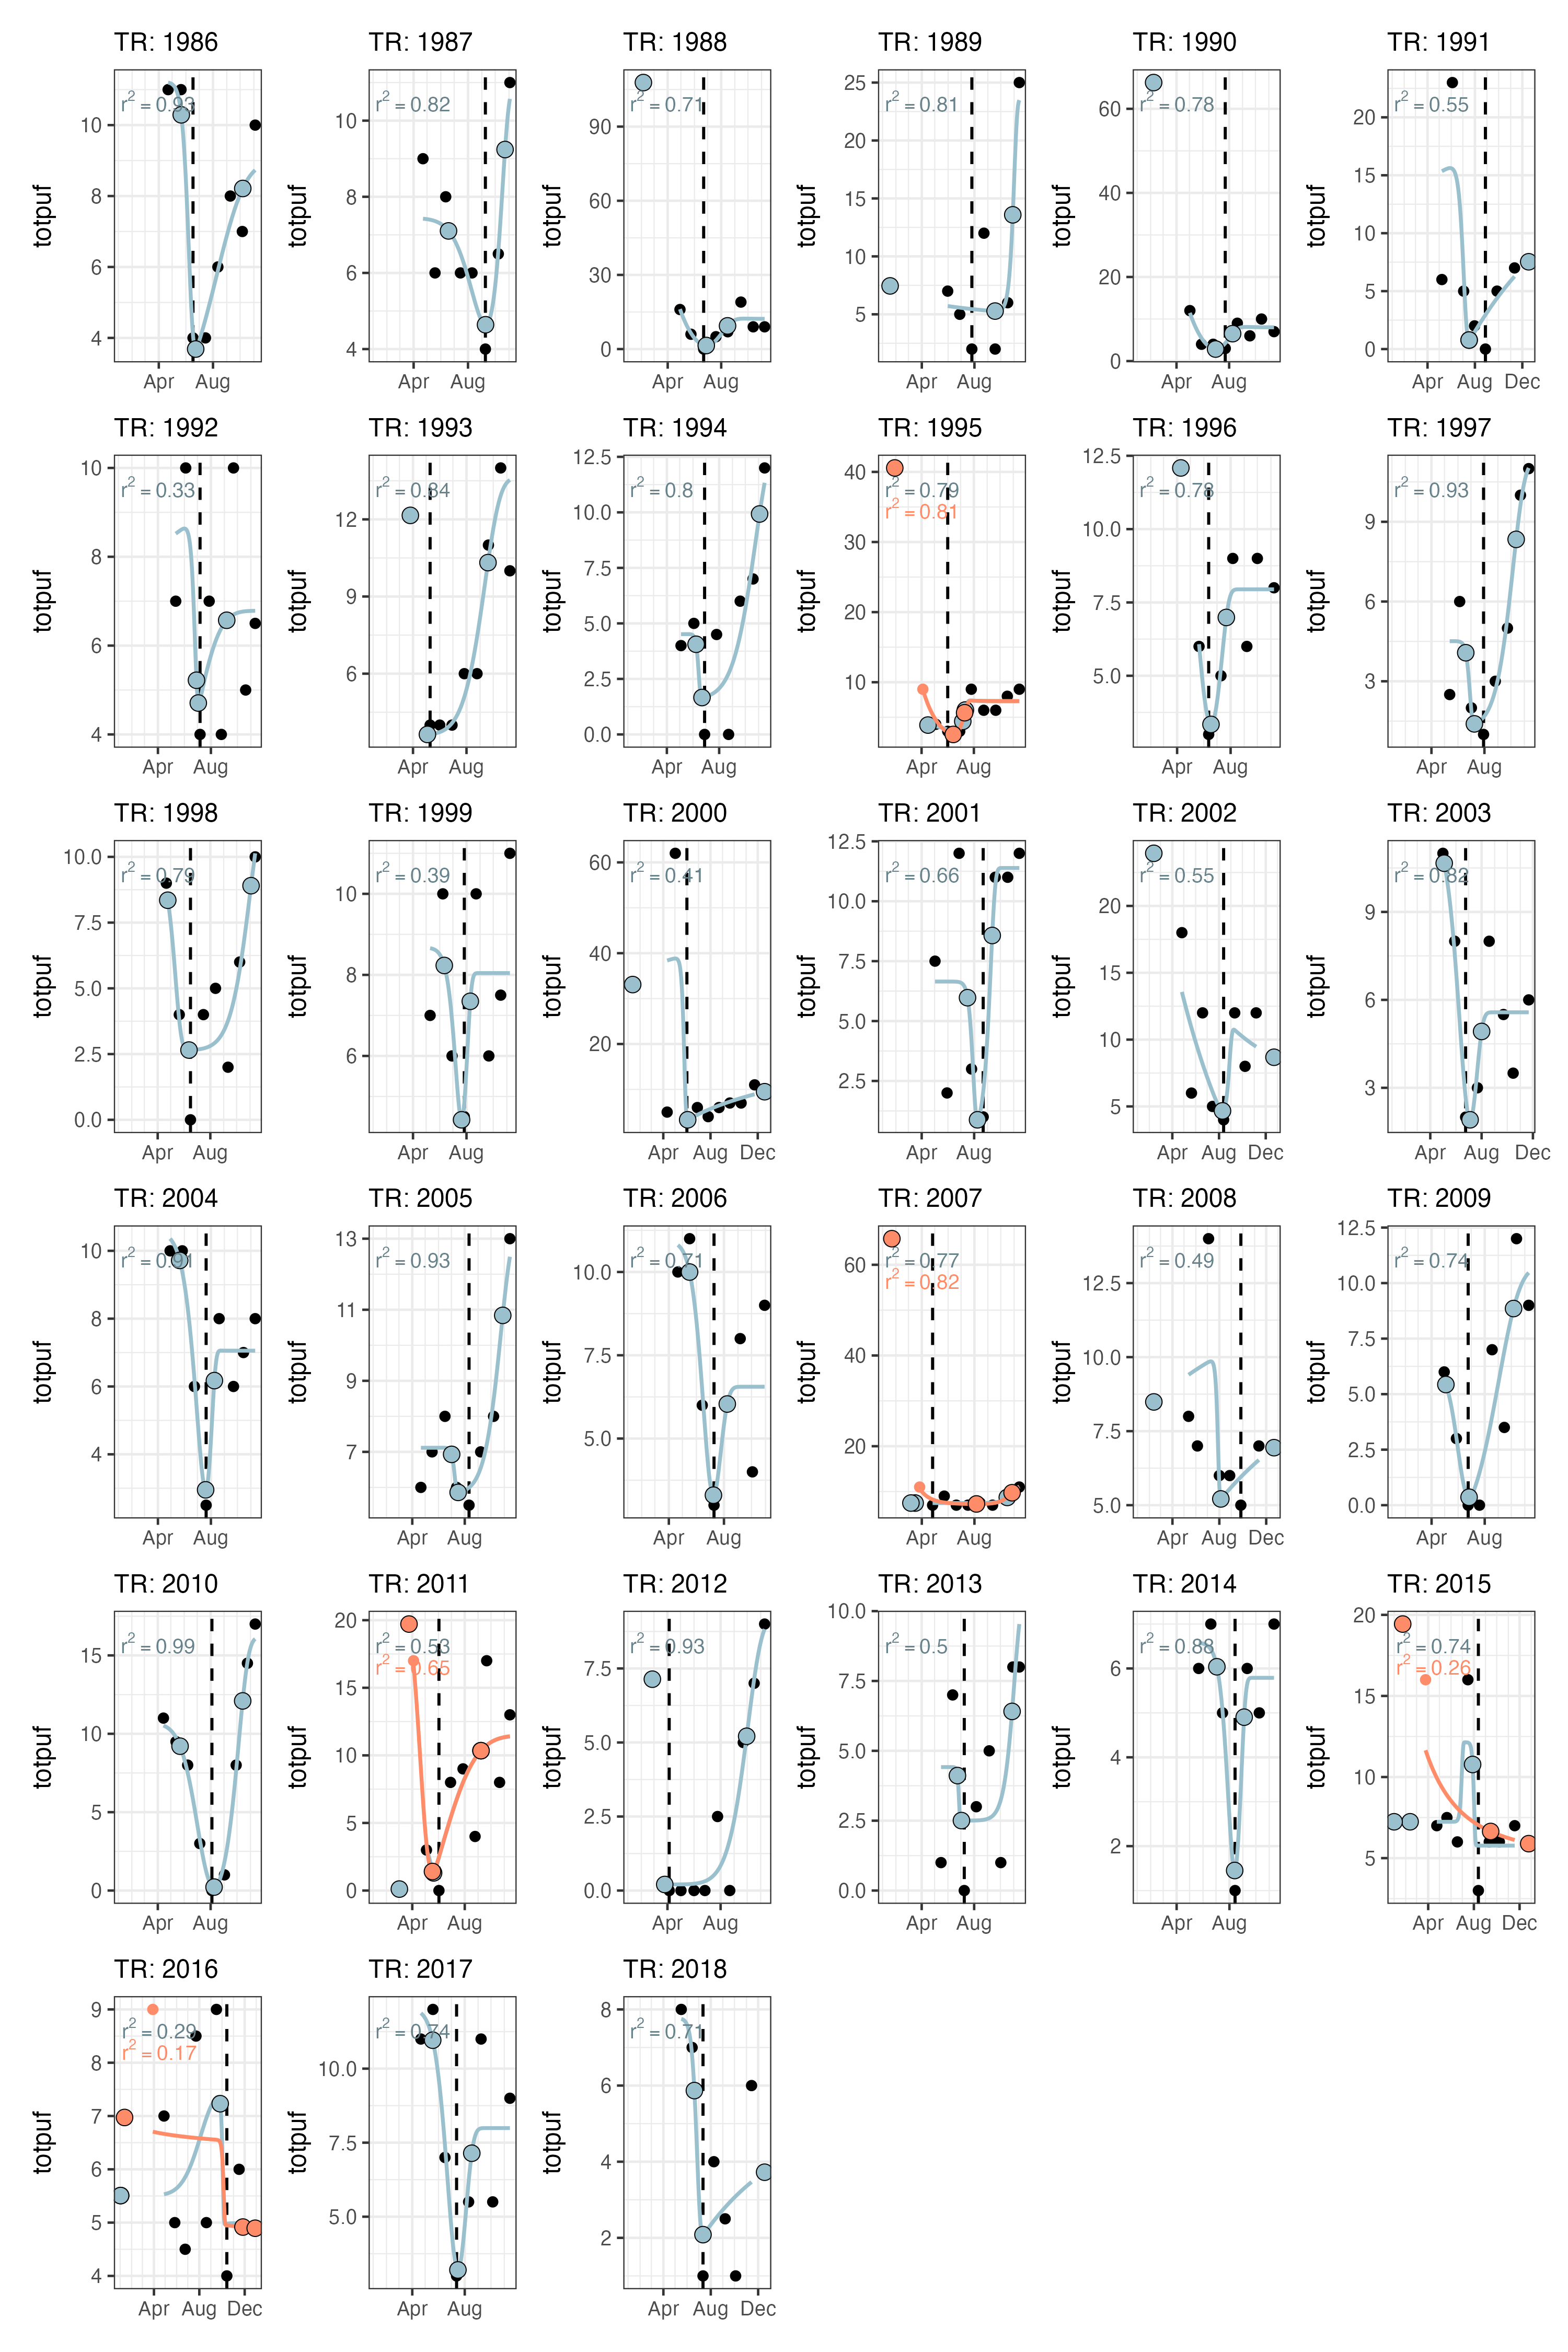 TR: 1986
r² = 0.93
10
8
6
4
totpuf
Apr
Aug
TR: 1987
r² = 0.82
10
8
6
4
totpuf
Apr
Aug
TR: 1988
r² = 0.71
90
60
30
0
totpuf
Apr
Aug
TR: 1989
r² = 0.81
25
20
15
10
5
totpuf
Apr
Aug
TR: 1990
r² = 0.78
60
40
20
0
totpuf
Apr
Aug
TR: 1991
r² = 0.55
20
15
10
5
0
totpuf
Apr
Aug
Dec
TR: 1992
r² = 0.33
10
8
6
4
totpuf
Apr
Aug
TR: 1993
r² = 0.84
12
9
6
totpuf
Apr
Aug
TR: 1994
r² = 0.8
12.5
10.0
7.5
5.0
2.5
0.0
totpuf
Apr
Aug
TR: 1995
r² = 0.79
r² = 0.81
40
30
20
10
totpuf
Apr
Aug
TR: 1996
r² = 0.78
12.5
10.0
7.5
5.0
totpuf
Apr
Aug
TR: 1997
r² = 0.93
9
6
3
totpuf
Apr
Aug
TR: 1998
r² = 0.79
10.0
7.5
5.0
2.5
0.0
totpuf
Apr
Aug
TR: 1999
r² = 0.39
10
8
6
totpuf
Apr
Aug
TR: 2000
r² = 0.41
60
40
20
totpuf
Apr
Aug
Dec
TR: 2001
r² = 0.66
12.5
10.0
7.5
5.0
2.5
totpuf
Apr
Aug
TR: 2002
r² = 0.55
20
15
10
5
totpuf
Apr
Aug
Dec
TR: 2003
r² = 0.82
9
6
3
totpuf
Apr
Aug
Dec
TR: 2004
r² = 0.91
10
8
6
4
totpuf
Apr
Aug
TR: 2005
r² = 0.93
13
11
9
7
totpuf
Apr
Aug
TR: 2006
r² = 0.71
10.0
7.5
5.0
totpuf
Apr
Aug
TR: 2007
r² = 0.77
r² = 0.82
60
40
20
totpuf
Apr
Aug
TR: 2008
r² = 0.49
12.5
10.0
7.5
5.0
totpuf
Apr
Aug
Dec
TR: 2009
r² = 0.74
12.5
10.0
7.5
5.0
2.5
0.0
totpuf
Apr
Aug
TR: 2010
r² = 0.99
15
10
5
0
totpuf
Apr
Aug
TR: 2011
r² = 0.53
r² = 0.65
20
15
10
5
0
totpuf
Apr
Aug
TR: 2012
r² = 0.93
7.5
5.0
2.5
0.0
totpuf
Apr
Aug
TR: 2013
r² = 0.5
10.0
7.5
5.0
2.5
0.0
totpuf
Apr
Aug
TR: 2014
r² = 0.88
6
4
2
totpuf
Apr
Aug
TR: 2015
r² = 0.74
r² = 0.26
20
15
10
5
totpuf
Apr
Aug
Dec
TR: 2016
r² = 0.29
r² = 0.17
9
8
7
6
5
4
totpuf
Apr
Aug
Dec
TR: 2017
r² = 0.74
10.0
7.5
5.0
totpuf
Apr
Aug
TR: 2018
r² = 0.71
8
6
4
2
totpuf
Apr
Aug
Dec